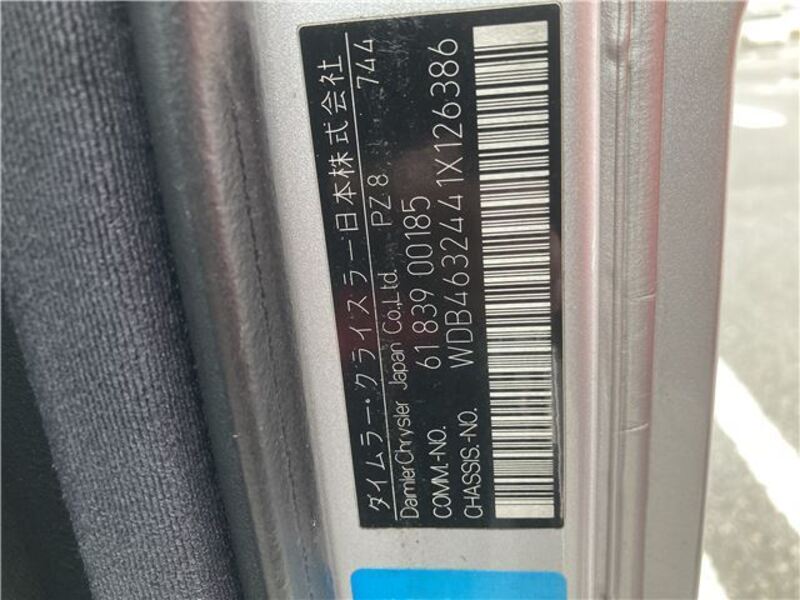 ダイムラー・クライスラー日本株式会社
DaimlerChrysler Japan Co.,Ltd. PZ8, 744
COMM.-NO. 61 839 00185
CHASSIS.-NO. WDB4632441X126386